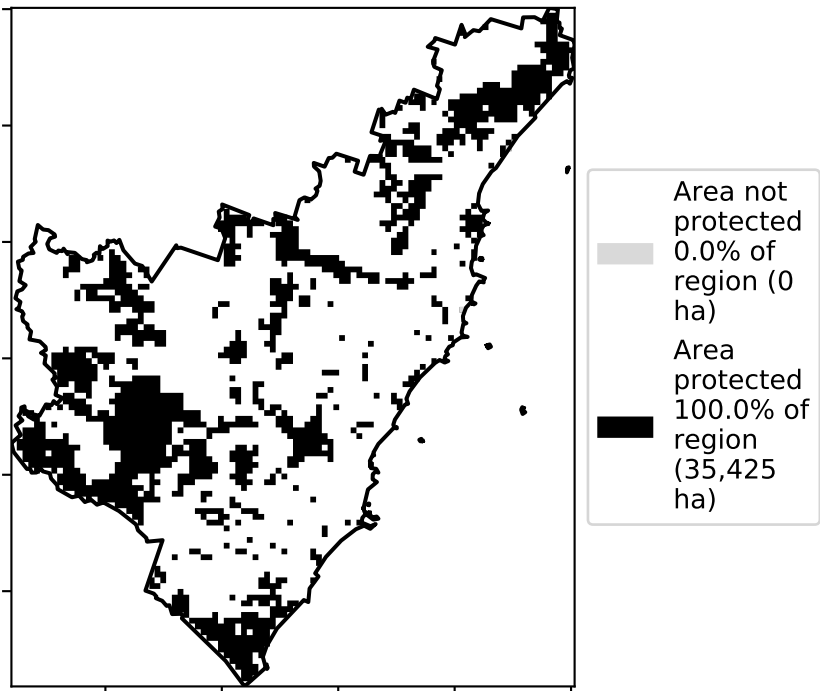 Area not
protected
0.0% of
region (0
ha)
Area
protected
100.0% of
region
(35,425
ha)